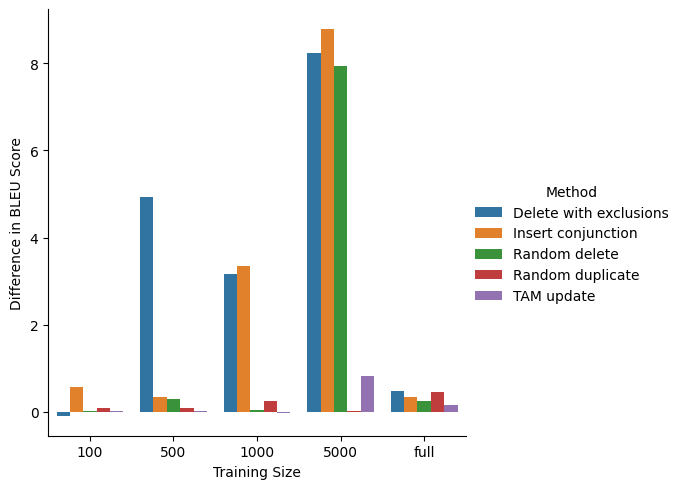 Difference in BLEU Score
8
6
4
2
0
100 500 1000 5000 full
Training Size
Method
Delete with exclusions
Insert conjunction
Random delete
Random duplicate
TAM update